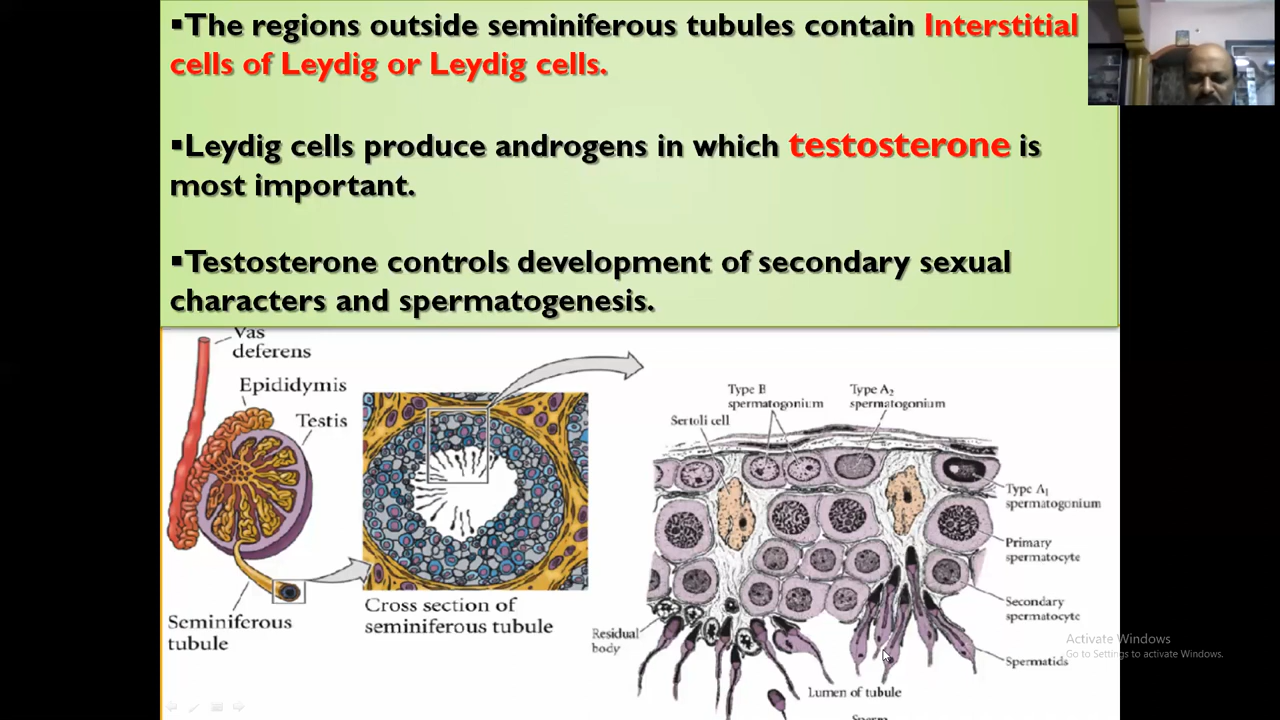 ▪The regions outside seminiferous tubules contain Interstitial
cells of Leydig or Leydig cells.
▪Leydig cells produce androgens in which testosterone is
most important.
▪Testosterone controls development of secondary sexual
characters and spermatogenesis.
Vas
deferens
Epididymis
Testis
Seminiferous
tubule
Cross section of
seminiferous tubule
Type B
spermatogonium
Type A₂
spermatogonium
Sertoli cell
Type A₁
spermatogonium
Primary
spermatocyte
Secondary
spermatocyte
Residual
body
Spermatids
Lumen of tubule
Sperm
Activate Windows
Go to Settings to activate Windows.